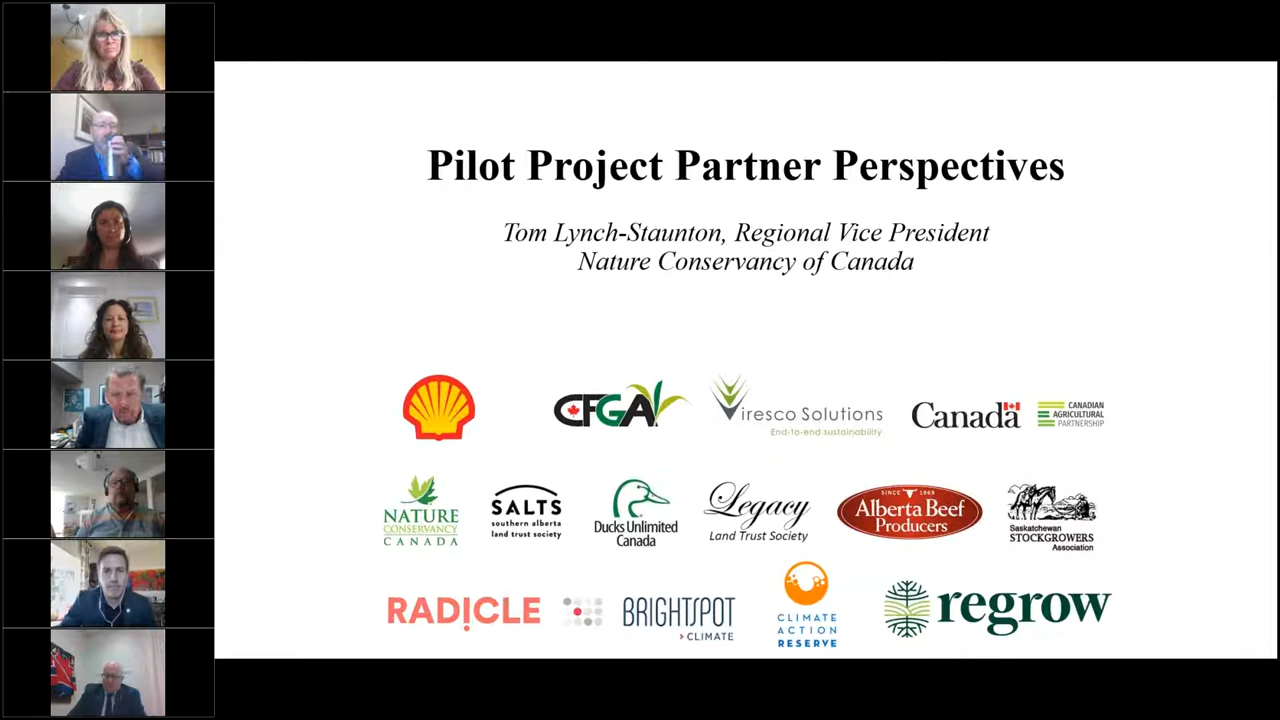 Pilot Project Partner Perspectives
Tom Lynch-Staunton, Regional Vice President
Nature Conservancy of Canada
CFGA
Viresco Solutions
End-to-end sustainability
Canada
CANADIAN
AGRICULTURAL
PARTNERSHIP
NATURE
CONSERVANCY
CANADA
SALTS
southern alberta
land trust society
Ducks Unlimited
Canada
Legacy
Land Trust Society
SINCE 1969
Alberta Beef
Producers
Saskatchewan
STOCKGROWERS
Association
RADICLE
BRIGHTSPOT
CLIMATE
CLIMATE
ACTION
RESERVE
regrow